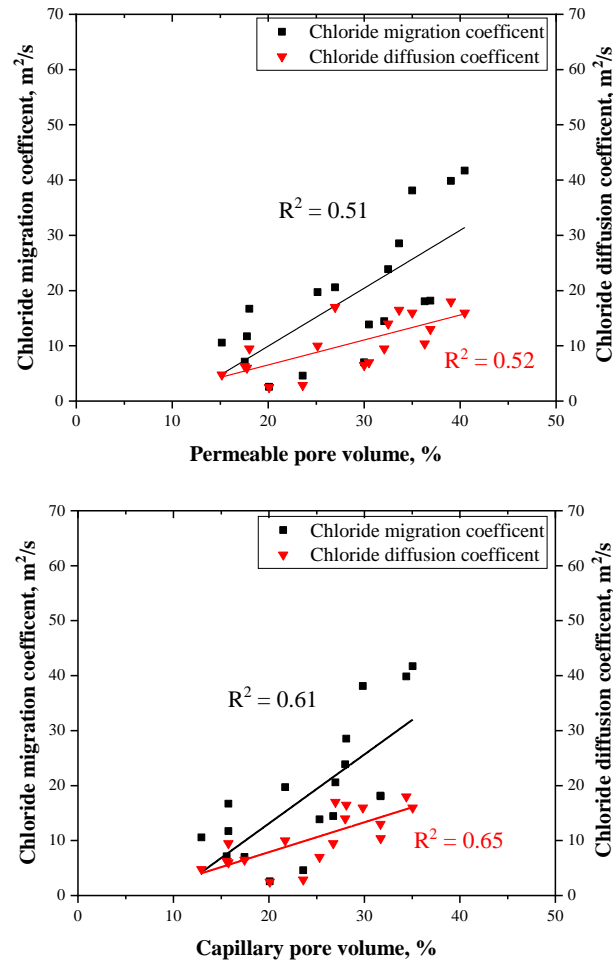 Chloride migration coefficent
Chloride diffusion coefficent
Chloride migration coefficient, m²/s
Chloride diffusion coefficient, m²/s
70
60
50
40
30
20
10
0
70
60
50
40
30
20
10
0
R² = 0.51
R² = 0.52
0 10 20 30 40 50
Permeable pore volume, %
Chloride migration coefficent
Chloride diffusion coefficent
Chloride migration coefficient, m²/s
Chloride diffusion coefficient, m²/s
70
60
50
40
30
20
10
0
70
60
50
40
30
20
10
0
R² = 0.61
R² = 0.65
0 10 20 30 40 50
Capillary pore volume, %